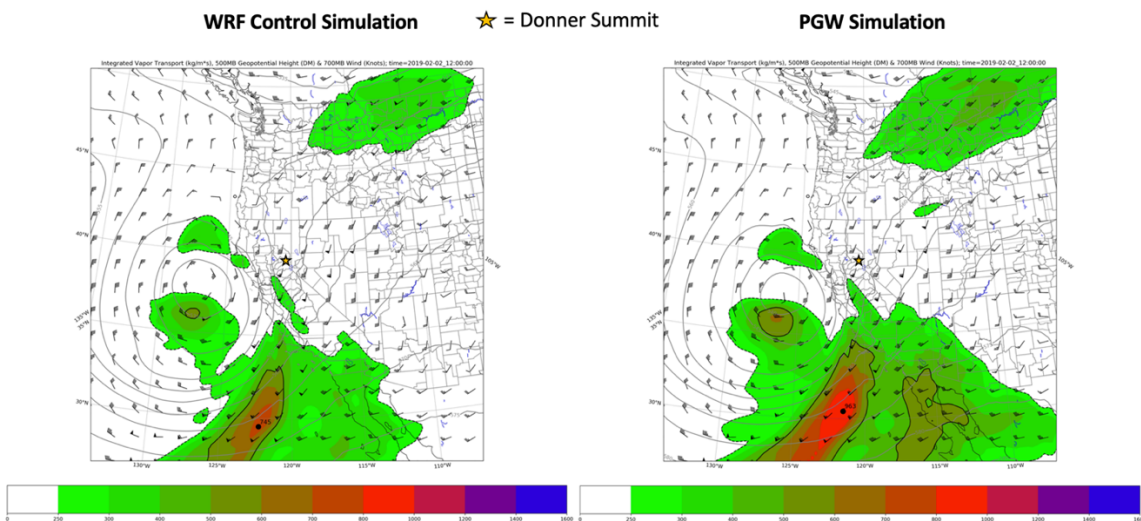 WRF Control Simulation
= Donner Summit
PGW Simulation
Integrated Vapor Transport (kg/m*s), 500MB Geopotential Height (DM) & 700MB Wind (Knots); time=2019-02-02_12:00:00
Integrated Vapor Transport (kg/m*s), 500MB Geopotential Height (DM) & 700MB Wind (Knots); time=2019-02-02_12:00:00
45°N
45°N
40°N
40°N
105°W
105°W
135°W
35°N
135°W
35°N
30°N
30°N
745
963
130°W
125°W
120°W
115°W
110°W
130°W
125°W
120°W
115°W
110°W
0
250
300
400
500
600
700
800
1000
1200
1400
1600
0
250
300
400
500
600
700
800
1000
1200
1400